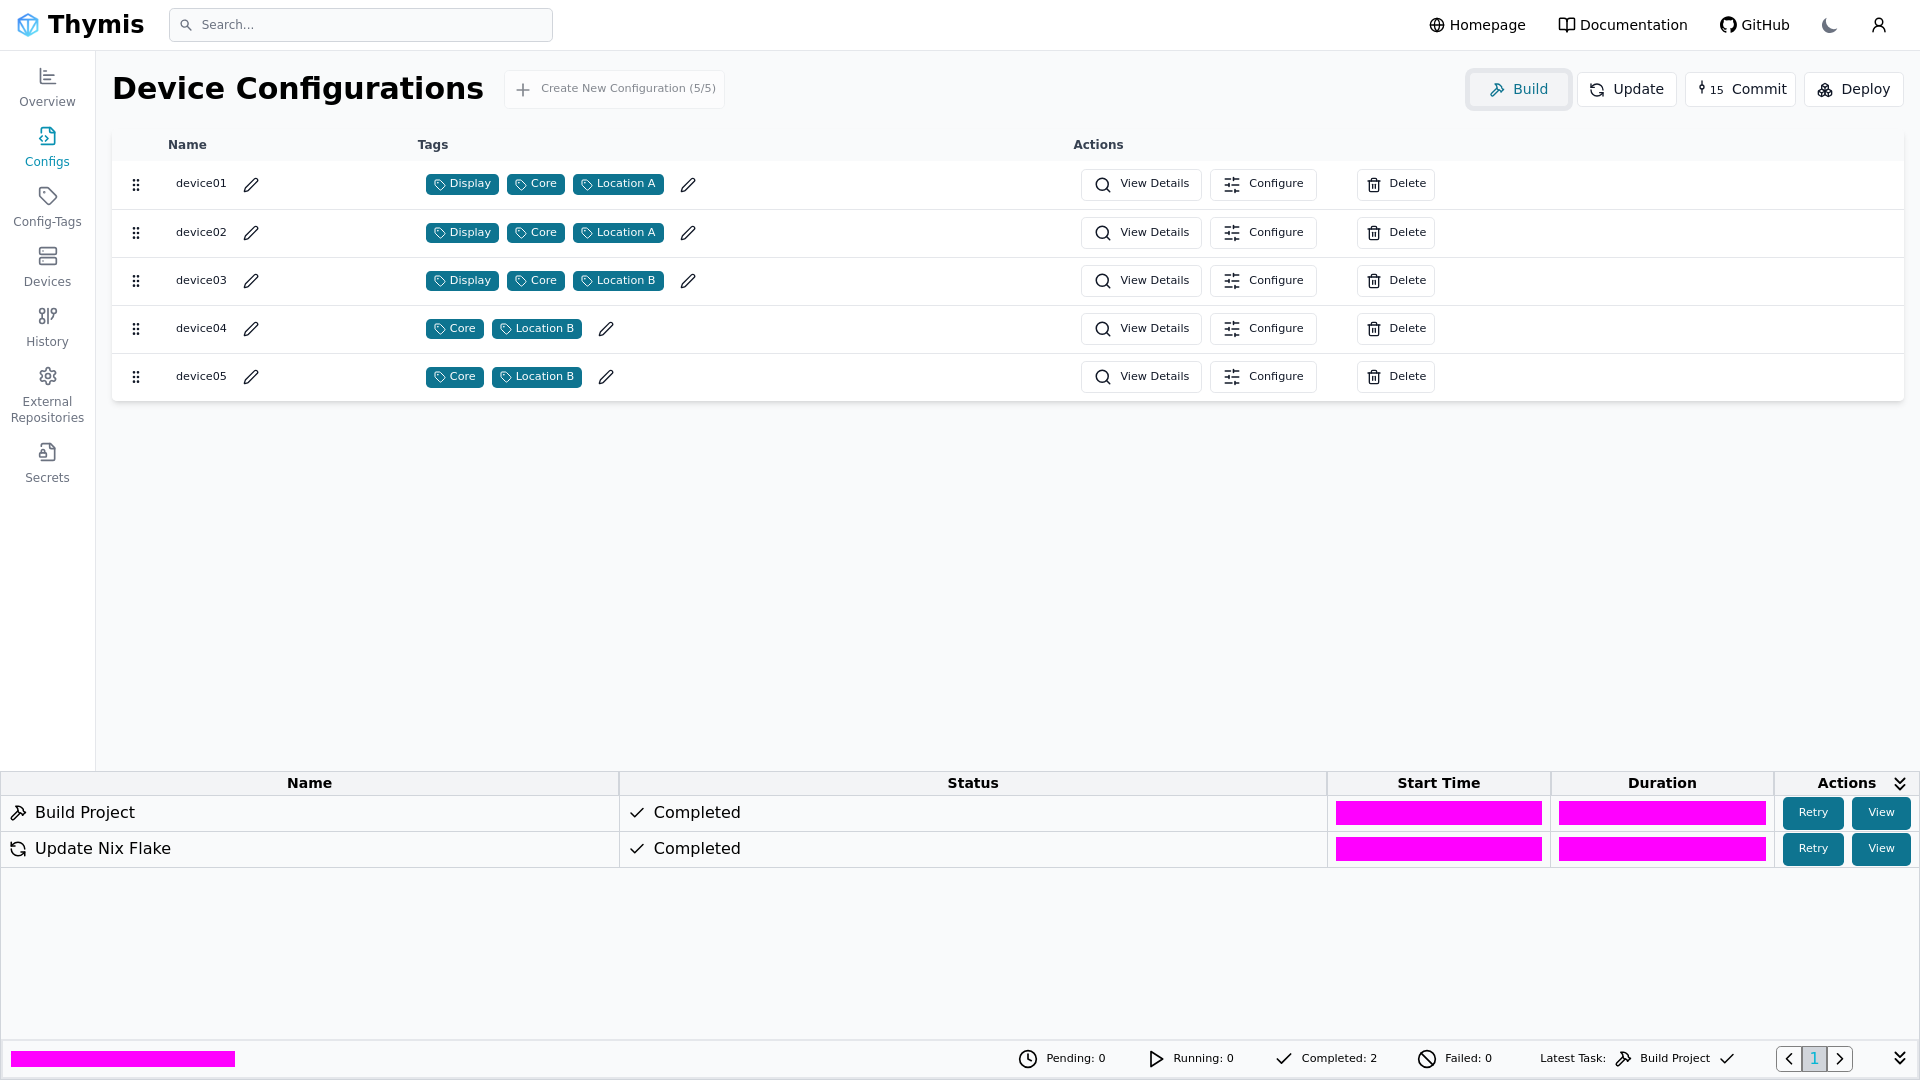 Thymis
Search...
Homepage
Documentation
GitHub
Overview
Configs
Config-Tags
Devices
History
External
Repositories
Secrets
Device Configurations
Create New Configuration (5/5)
Build
Update
15 Commit
Deploy
Name Tags Actions
device01 Display Core Location A View Details Configure Delete
device02 Display Core Location A View Details Configure Delete
device03 Display Core Location B View Details Configure Delete
device04 Core Location B View Details Configure Delete
device05 Core Location B View Details Configure Delete
Name Status Start Time Duration Actions
Build Project Completed Retry View
Update Nix Flake Completed Retry View
Pending: 0 Running: 0 Completed: 2 Failed: 0 Latest Task: Build Project 1